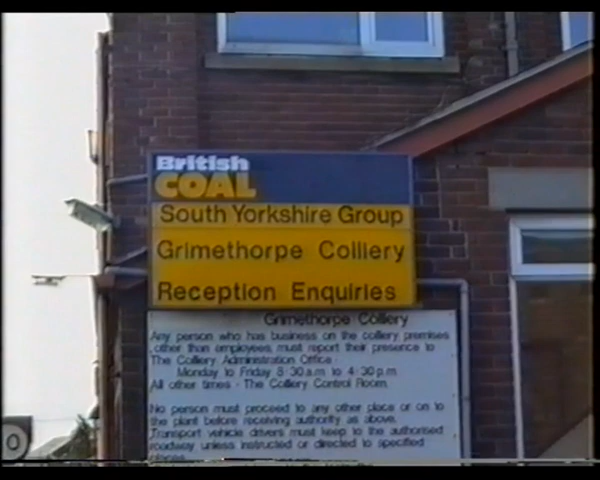 British
COAL
South Yorkshire Group
Grimethorpe Colliery
Reception Enquiries
Grimethorpe Colliery
Any person who has business on the colliery premises
other than employees, must report their presence to
The Colliery Administration Office :
Monday to Friday 8·30 a.m. to 4·30 p.m.
All other times - The Colliery Control Room.
No person must proceed to any other place or on to
the plant before receiving authority as above.
Transport vehicle drivers must keep to the authorised
roadway unless instructed or directed to specified
places.
0